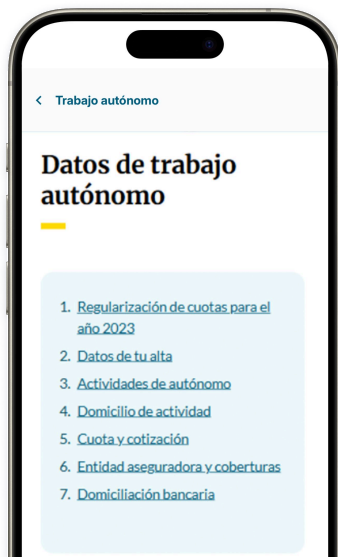 Trabajo autónomo
Datos de trabajo
autónomo
1. Regularización de cuotas para el
año 2023
2. Datos de tu alta
3. Actividades de autónomo
4. Domicilio de actividad
5. Cuota y cotización
6. Entidad aseguradora y coberturas
7. Domiciliación bancaria